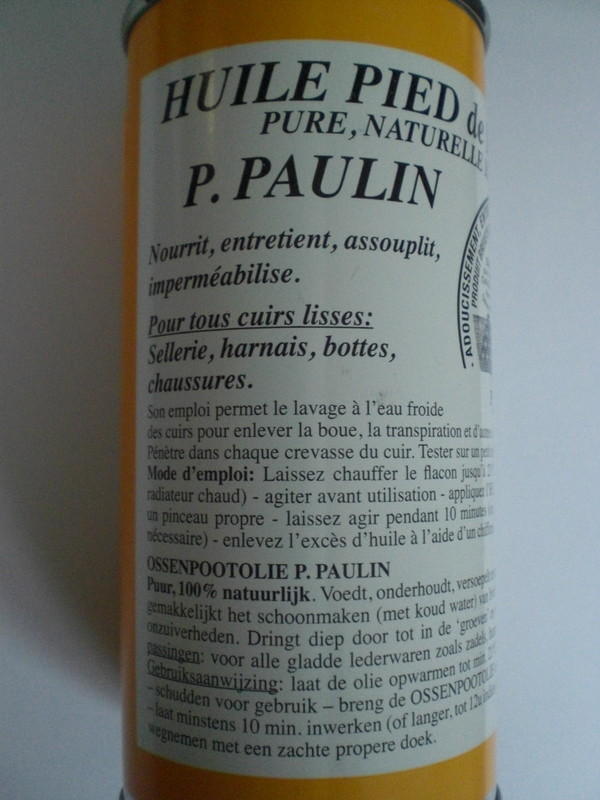 HUILE PIED de
PURE, NATURELLE
P. PAULIN
Nourrit, entretient, assouplit,
imperméabilise.
Pour tous cuirs lisses:
Sellerie, harnais, bottes,
chaussures.
- ADOUCISSEMENT
PRODUIT
Son emploi permet le lavage à l'eau froide
des cuirs pour enlever la boue, la transpiration et
Pénètre dans chaque crevasse du cuir. Tester sur un
Mode d'emploi: Laissez chauffer le flacon jusqu'à
radiateur chaud) - agiter avant utilisation - appliquer
un pinceau propre - laissez agir pendant 10 minutes
nécessaire) - enlevez l'excès d'huile à l'aide d'un
OSSENPOOTOLIE P. PAULIN
Puur, 100% natuurlijk. Voedt, onderhoudt,
gemakkelijkt het schoonmaken (met koud water)
onzuiverheden. Dringt diep door tot in de 'groeven'
passingen: voor alle gladde lederwaren zoals zadels,
Gebruiksaanwijzing: laat de olie opwarmen tot min.
– schudden voor gebruik – breng de OSSENPOOTOLIE
– laat minstens 10 min. inwerken (of langer, tot 12u
wegnemen met een zachte propere doek.